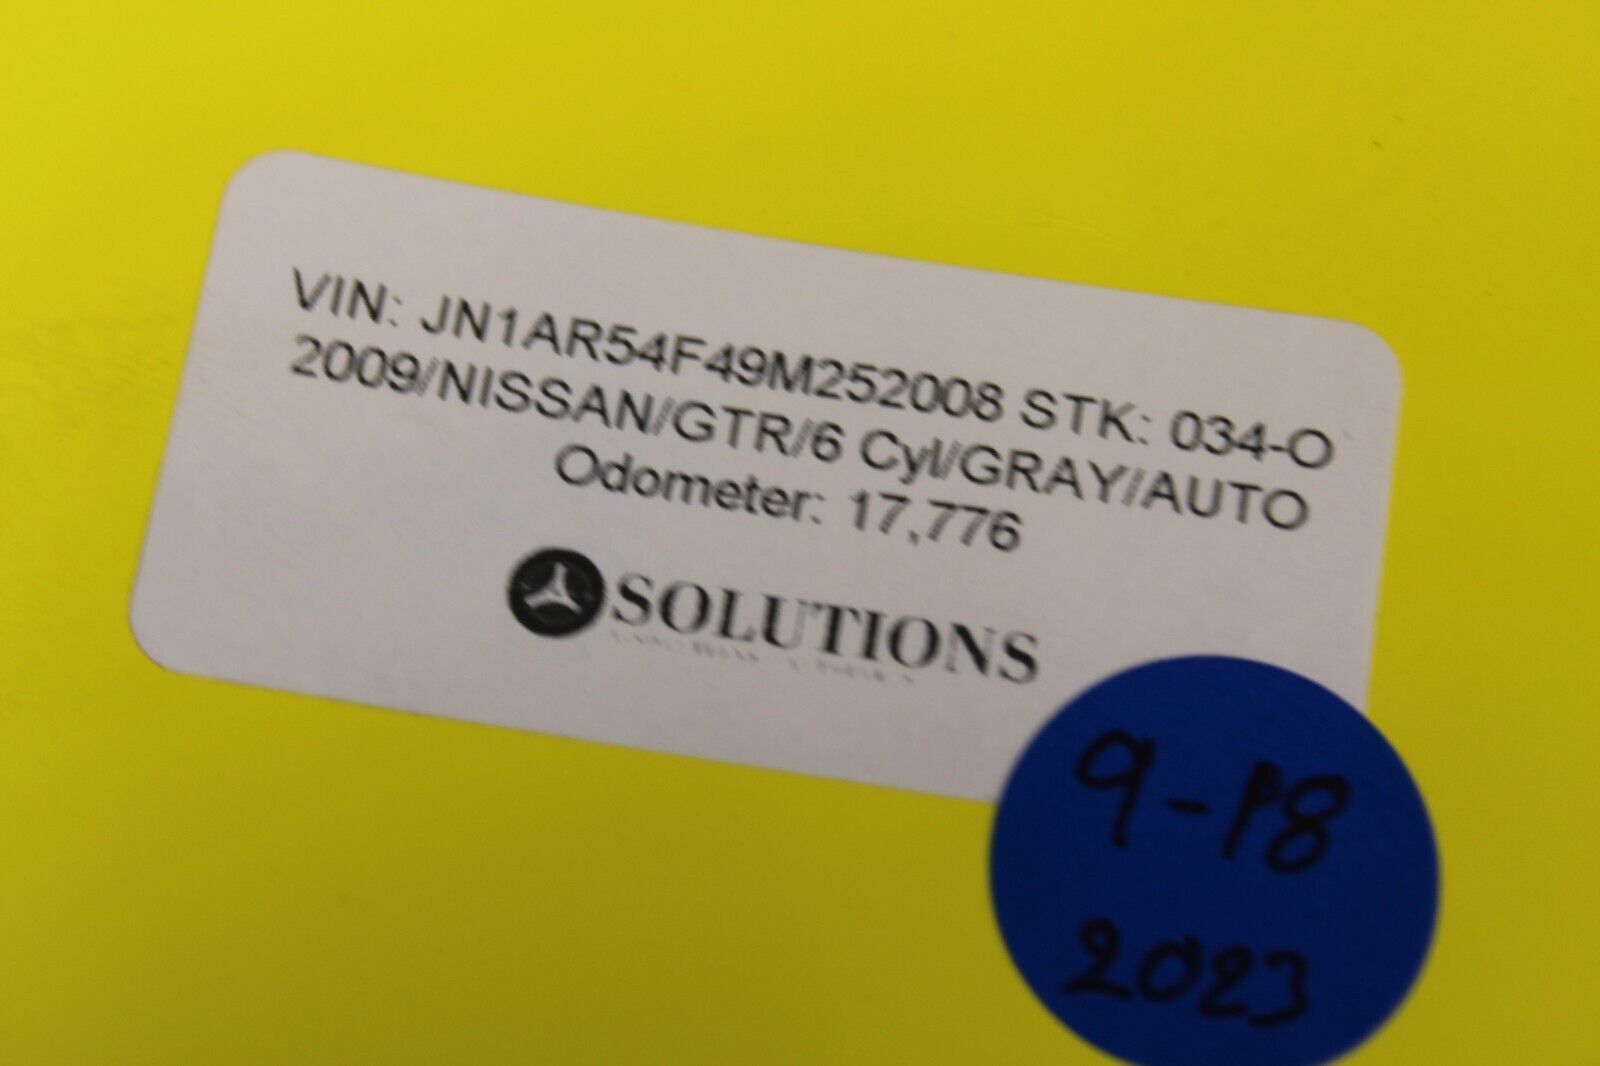 VIN: JN1AR54F49M252008 STK: 034-O
2009/NISSAN/GTR/6 Cyl/GRAY/AUTO
Odometer: 17,776
SOLUTIONS
9-18
2023